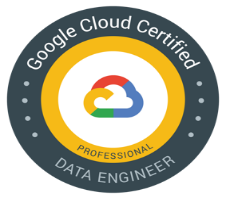 Google Cloud Certified
PROFESSIONAL
DATA ENGINEER